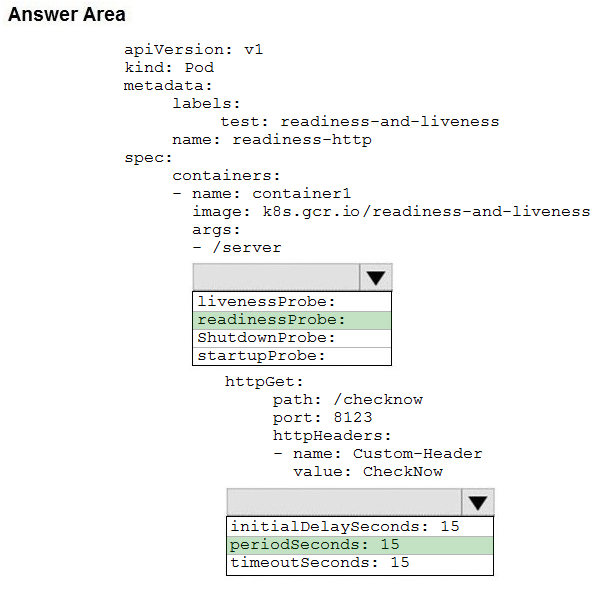 Answer Area
apiVersion: v1
kind: Pod
metadata:
labels:
test: readiness-and-liveness
name: readiness-http
spec:
containers:
- name: container1
image: k8s.gcr.io/readiness-and-liveness
args:
- /server
livenessProbe:
readinessProbe:
ShutdownProbe:
startupProbe:
httpGet:
path: /checknow
port: 8123
httpHeaders:
- name: Custom-Header
value: CheckNow
initialDelaySeconds: 15
periodSeconds: 15
timeoutSeconds: 15